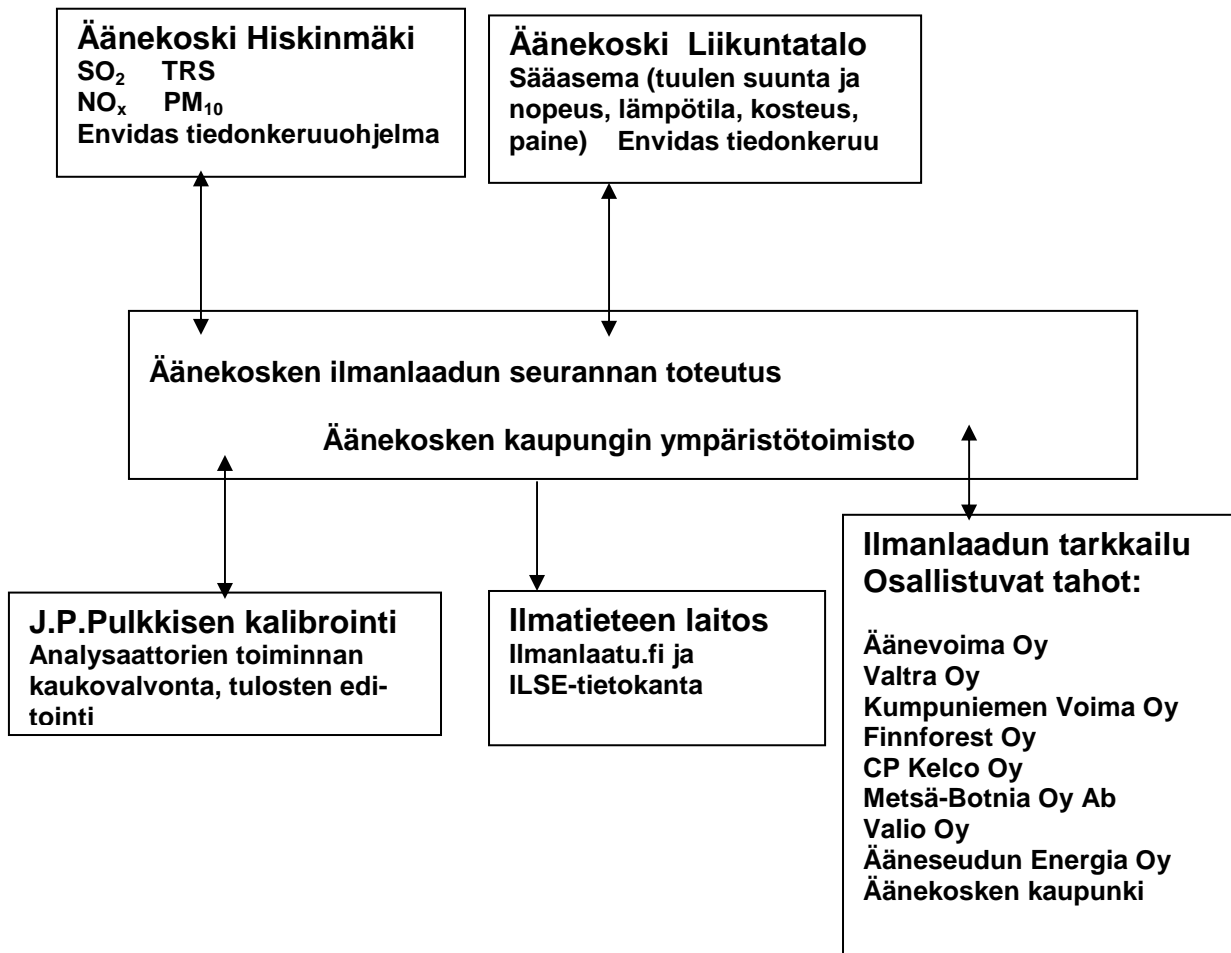 Äänekoski Hiskinmäki
SO₂ TRS
NOₓ PM₁₀
Envidas tiedonkeruuohjelma
Äänekoski Liikuntatalo
Sääasema (tuulen suunta ja
nopeus, lämpötila, kosteus,
paine) Envidas tiedonkeruu
Äänekosken ilmanlaadun seurannan toteutus
Äänekosken kaupungin ympäristötoimisto
J.P.Pulkkisen kalibrointi
Analysaattorien toiminnan
kaukovalvonta, tulosten edi-
tointi
Ilmatieteen laitos
Ilmanlaatu.fi ja
ILSE-tietokanta
Ilmanlaadun tarkkailu
Osallistuvat tahot:
Äänevoima Oy
Valtra Oy
Kumpuniemen Voima Oy
Finnforest Oy
CP Kelco Oy
Metsä-Botnia Oy Ab
Valio Oy
Ääneseudun Energia Oy
Äänekosken kaupunki